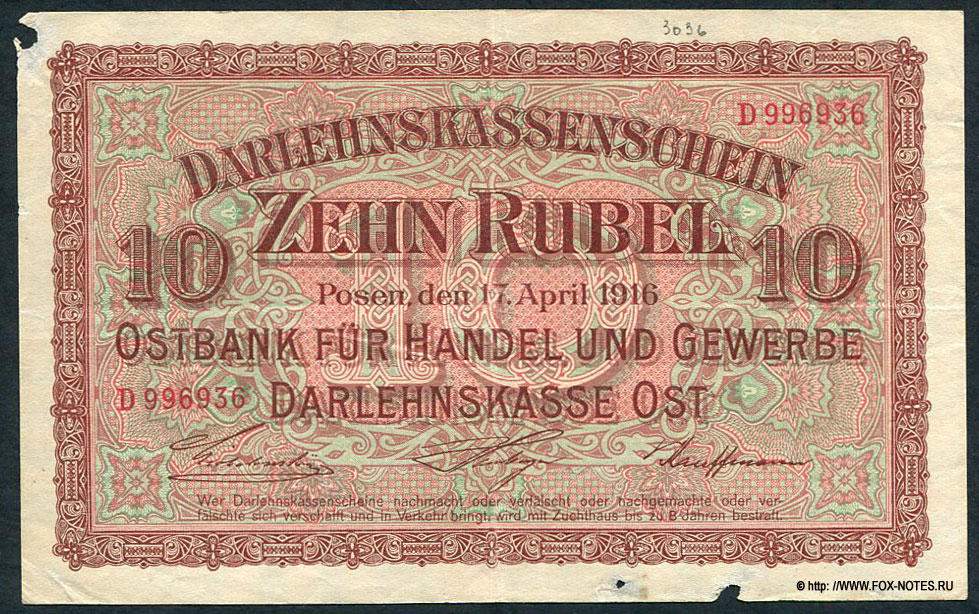 3036
D 996936
DARLEHNSKASSENSCHEIN
ZEHN RUBEL
10 10
10
Posen, den 17. April 1916
OSTBANK FÜR HANDEL UND GEWERBE
D 996936 DARLEHNSKASSE OST
Wer Darlehnskassenscheine nachmacht oder verfälscht oder nachgemachte oder ver-
fälschte sich verschafft und in Verkehr bringt, wird mit Zuchthaus bis zu 8 Jahren bestraft.
© http: //WWW.FOX-NOTES.RU